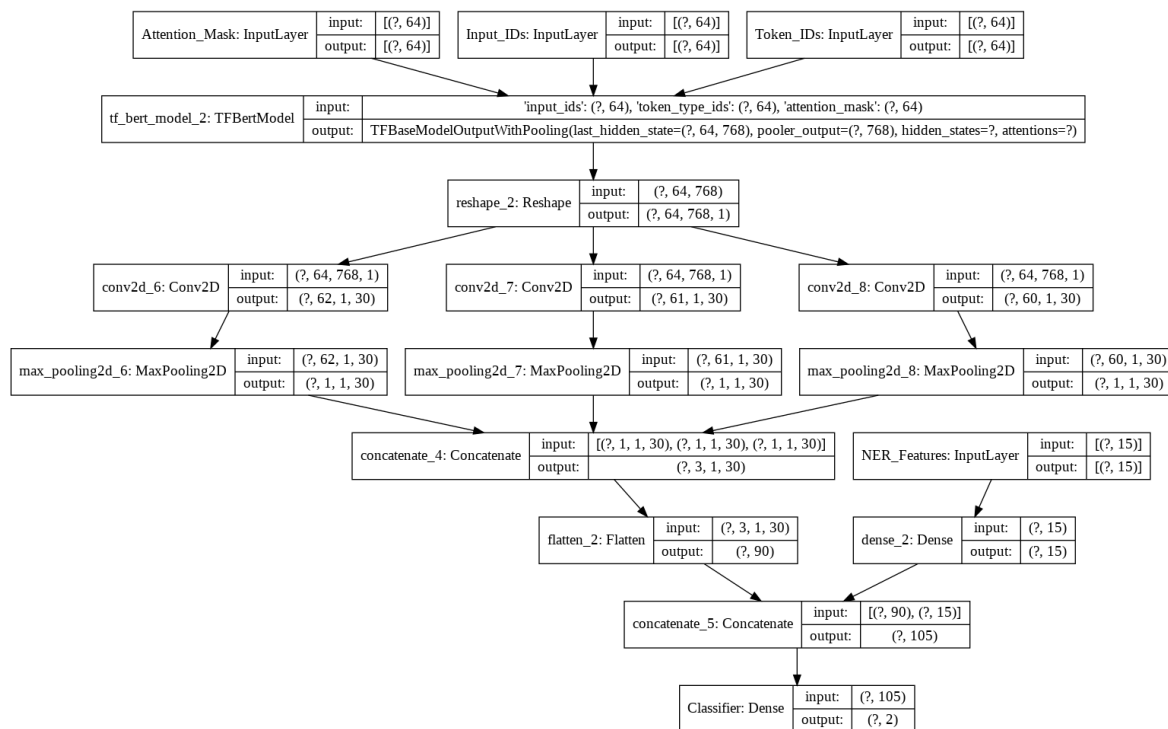 Attention_Mask: InputLayer
input: [(?, 64)]
output: [(?, 64)]
Input_IDs: InputLayer
input: [(?, 64)]
output: [(?, 64)]
Token_IDs: InputLayer
input: [(?, 64)]
output: [(?, 64)]
tf_bert_model_2: TFBertModel
input: 'input_ids': (?, 64), 'token_type_ids': (?, 64), 'attention_mask': (?, 64)
output: TFBaseModelOutputWithPooling(last_hidden_state=(?, 64, 768), pooler_output=(?, 768), hidden_states=?, attentions=?)
reshape_2: Reshape
input: (?, 64, 768)
output: (?, 64, 768, 1)
conv2d_6: Conv2D
input: (?, 64, 768, 1)
output: (?, 62, 1, 30)
conv2d_7: Conv2D
input: (?, 64, 768, 1)
output: (?, 61, 1, 30)
conv2d_8: Conv2D
input: (?, 64, 768, 1)
output: (?, 60, 1, 30)
max_pooling2d_6: MaxPooling2D
input: (?, 62, 1, 30)
output: (?, 1, 1, 30)
max_pooling2d_7: MaxPooling2D
input: (?, 61, 1, 30)
output: (?, 1, 1, 30)
max_pooling2d_8: MaxPooling2D
input: (?, 60, 1, 30)
output: (?, 1, 1, 30)
concatenate_4: Concatenate
input: [(?, 1, 1, 30), (?, 1, 1, 30), (?, 1, 1, 30)]
output: (?, 3, 1, 30)
NER_Features: InputLayer
input: [(?, 15)]
output: [(?, 15)]
flatten_2: Flatten
input: (?, 3, 1, 30)
output: (?, 90)
dense_2: Dense
input: (?, 15)
output: (?, 15)
concatenate_5: Concatenate
input: [(?, 90), (?, 15)]
output: (?, 105)
Classifier: Dense
input: (?, 105)
output: (?, 2)